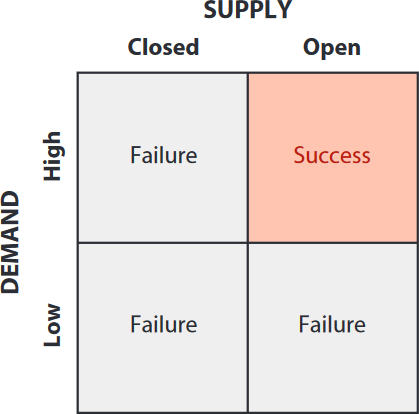 SUPPLY
Closed Open
DEMAND
High
Failure Success
Low
Failure Failure